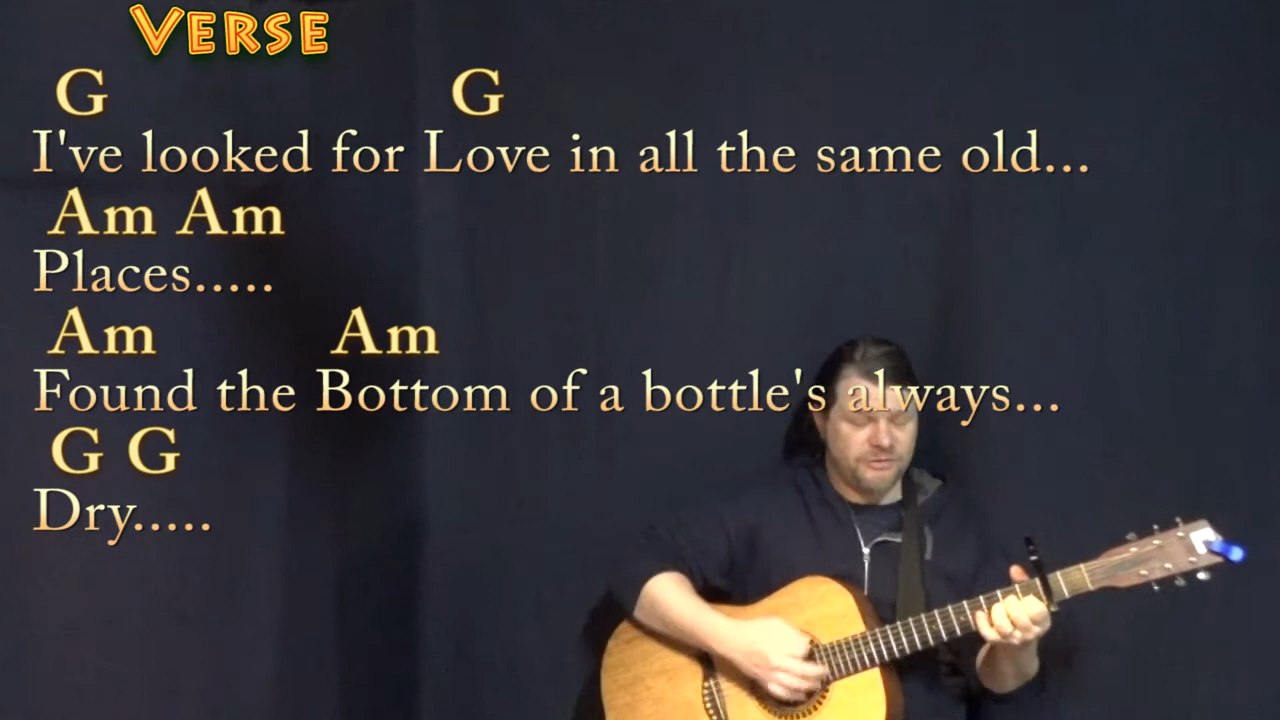 VERSE
G G
I've looked for Love in all the same old...
Am Am
Places.....
Am Am
Found the Bottom of a bottle's always...
G G
Dry.....